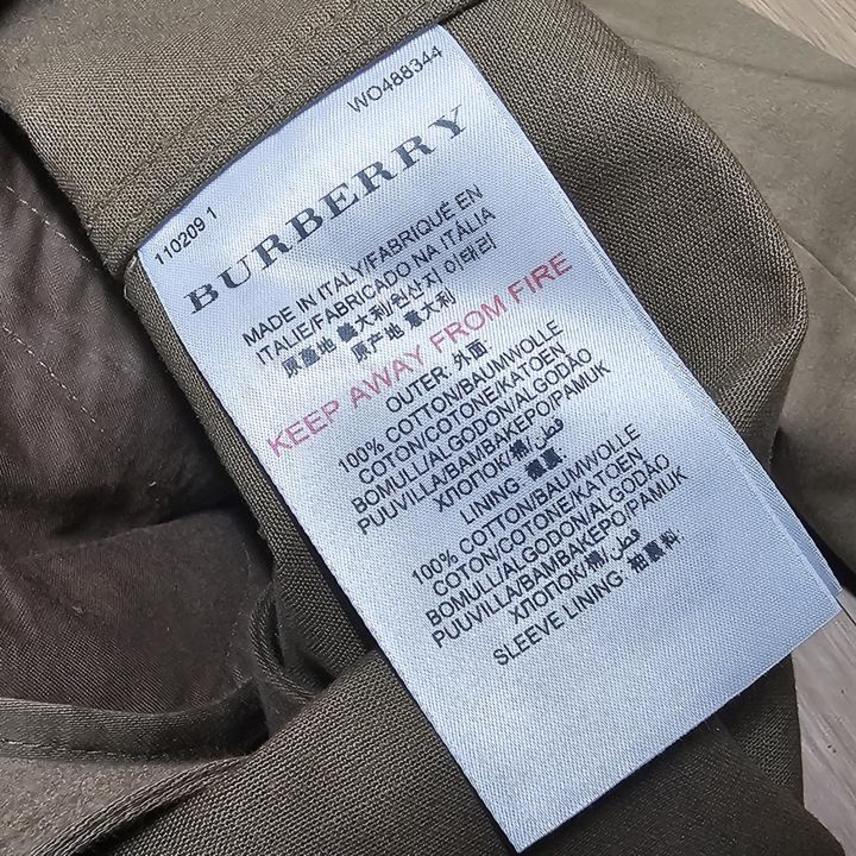 WO488344
110209 1
BURBERRY
MADE IN ITALY/FABRIQUÉ EN
ITALIE/FABRICADO NA ITÁLIA
原產地 義大利/원산지 이태리
原产地 意大利
KEEP AWAY FROM FIRE
OUTER: 外面
100% COTTON/BAUMWOLLE
COTON/COTONE/KATOEN
BOMULL/ALGODON/ALGODÃO
PUUVILLA/ΒΑΜΒΑΚΕΡΟ/PAMUK
ХЛОПОК/棉/قطن
LINING: 裡裏:
100% COTTON/BAUMWOLLE
COTON/COTONE/KATOEN
BOMULL/ALGODON/ALGODÃO
PUUVILLA/ΒΑΜΒΑΚΕΡΟ/PAMUK
ХЛОПОК/棉/قطن
SLEEVE LINING: 袖裏料: